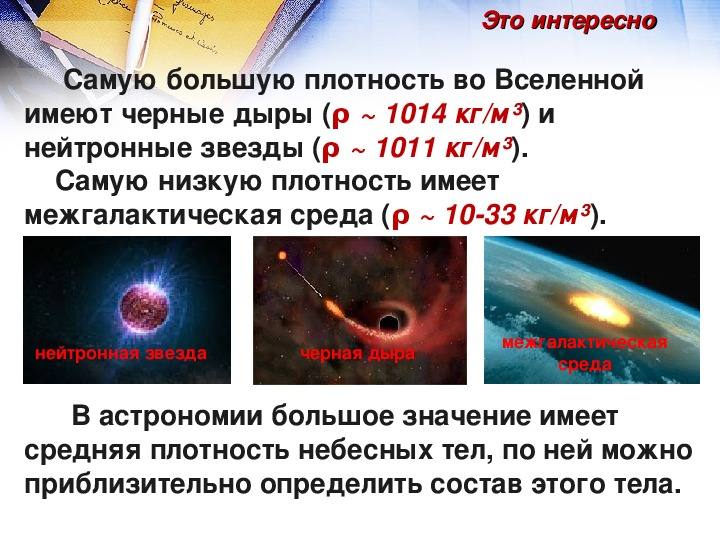 Это интересно
Самую большую плотность во Вселенной
имеют черные дыры (ρ ~ 1014 кг/м³) и
нейтронные звезды (ρ ~ 1011 кг/м³).
Самую низкую плотность имеет
межгалактическая среда (ρ ~ 10-33 кг/м³).
нейтронная звезда
черная дыра
межгалактическая
среда
В астрономии большое значение имеет
средняя плотность небесных тел, по ней можно
приблизительно определить состав этого тела.